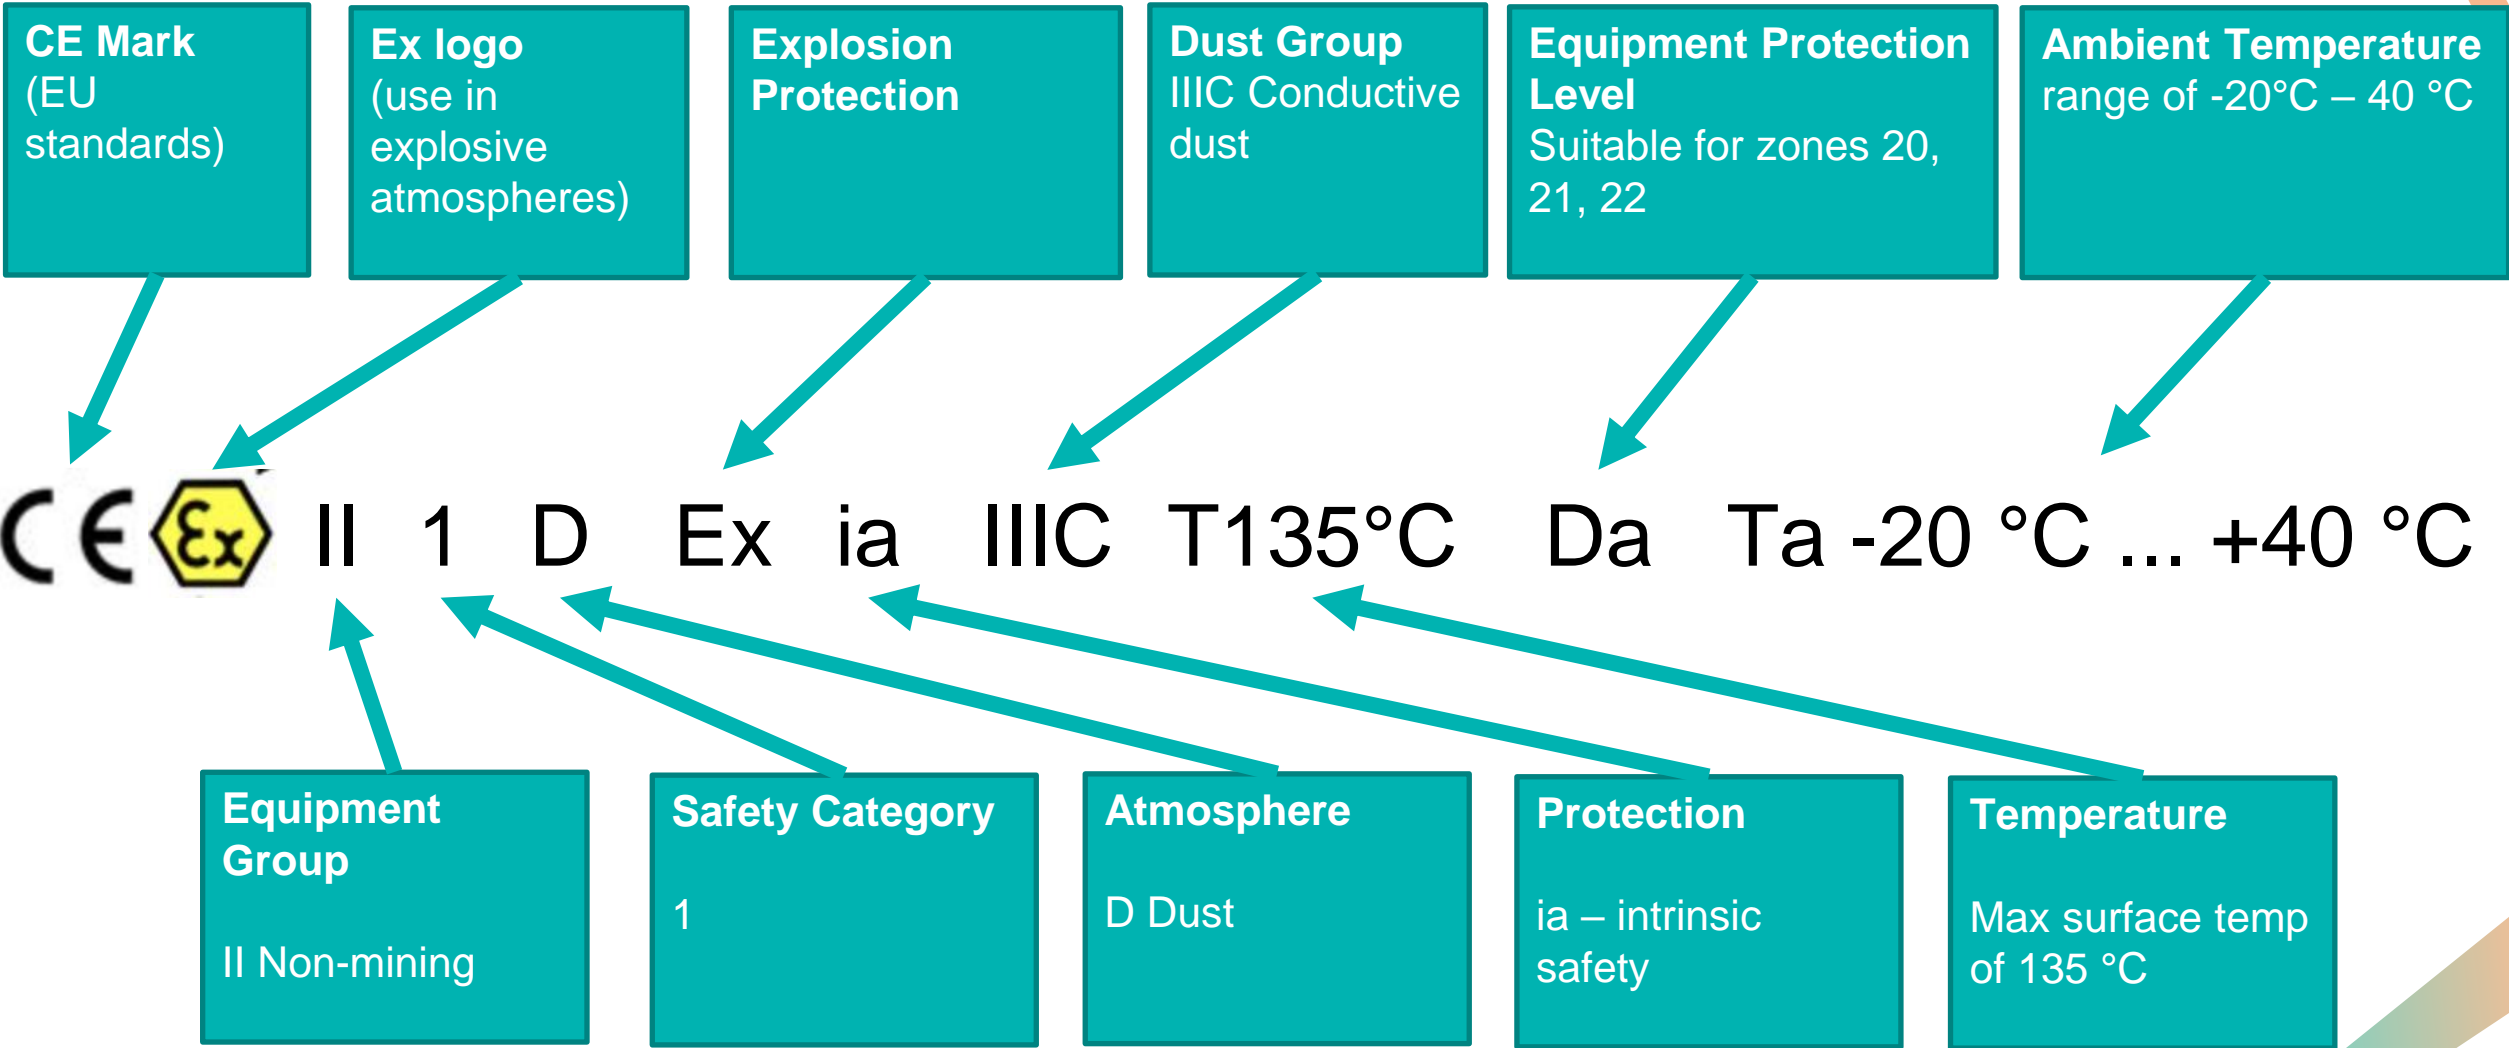 CE Mark
(EU
standards)
Ex logo
(use in
explosive
atmospheres)
Explosion
Protection
Dust Group
IIIC Conductive
dust
Equipment Protection
Level
Suitable for zones 20,
21, 22
Ambient Temperature
range of -20°C – 40 °C
CE Ex II 1 D Ex ia IIIC T135°C Da Ta -20 °C ... +40 °C
Equipment
Group
II Non-mining
Safety Category
1
Atmosphere
D Dust
Protection
ia – intrinsic
safety
Temperature
Max surface temp
of 135 °C